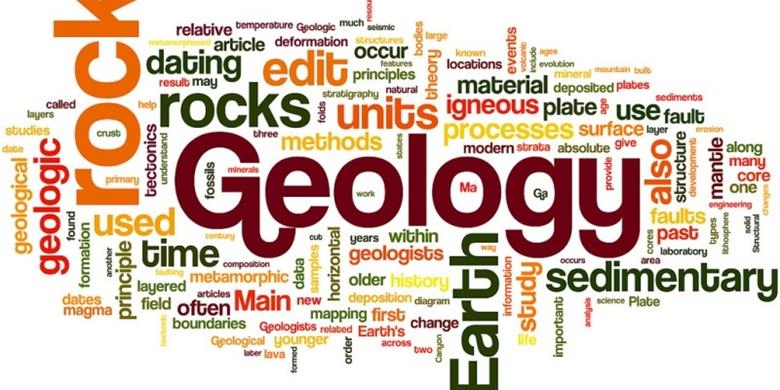 rock
relative
temperature
Geologic
much
seismic
resou
metamorphosed
article
deformation
structures
bodies
large
occur
features
dating
edit
principles
theory
known
locations
events
volcanic
include
ages
evolution
mineral
mountain
built
result
may
stratigraphy
natural
material
deposited
plates
called
help
rocks
folds
units
igneous
plate
age
sediments
use
fault
layers
studies
crust
tectonics
understand
three
methods
states
processes
surface
layer
erosion
date
modern
strata
absolute
give
also
structure
development
mantle
along
many
core
one
geological
geologic
primary
fossils
minerals
Geology
work
Ma
Ga
provide
engineering
changes
found
used
century
faults
past
types
lithosphere
solid
Structural
formation
another
principle
time
composition
cut
years
within
way
cores
laboratory
faulting
geologists
occurs
area
metamorphic
data
samples
horizontal
older
history
Earth
information
study
sedimentary
layered
dates
magma
field
articles
often
Main
new
deposition
diagram
important
analysis
science
Plate
tectonic
boundaries
mapping
first
change
Geologists
related
Earth's
life
Geological
younger
order
across
two
Canyon
later
lava
formed